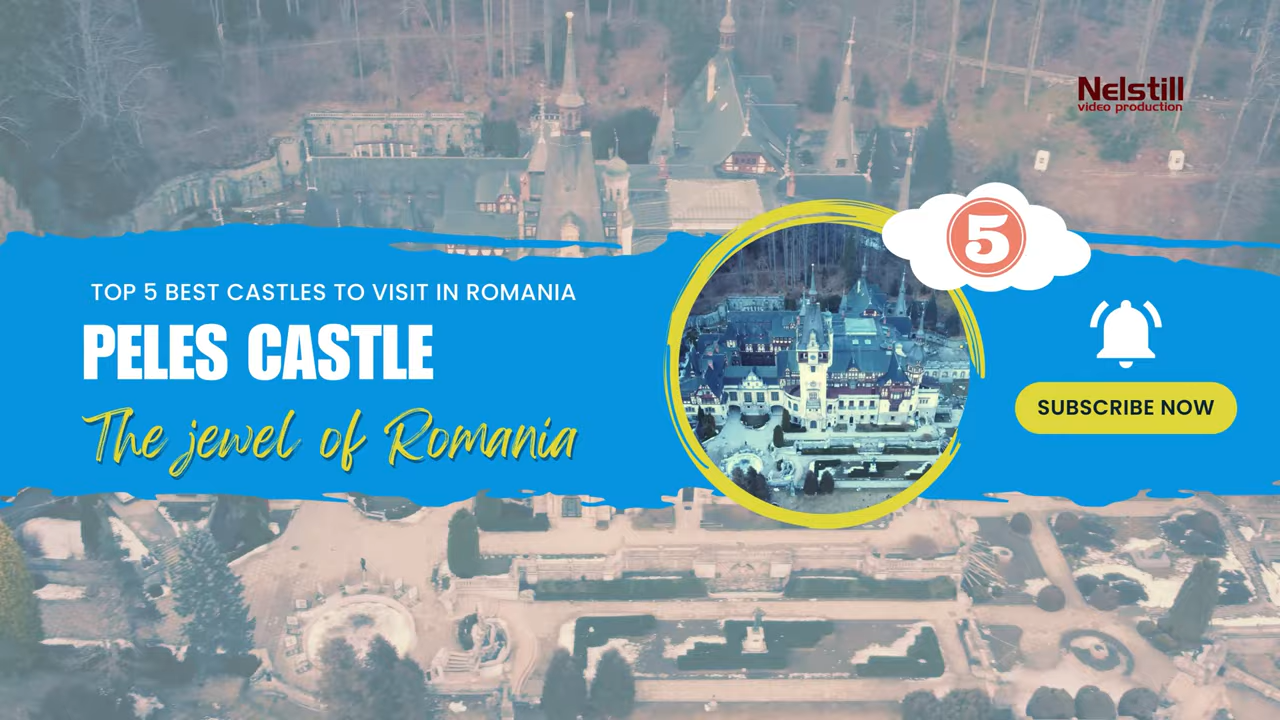 Nelstill
video production
5
TOP 5 BEST CASTLES TO VISIT IN ROMANIA
PELES CASTLE
The jewel of Romania
SUBSCRIBE NOW